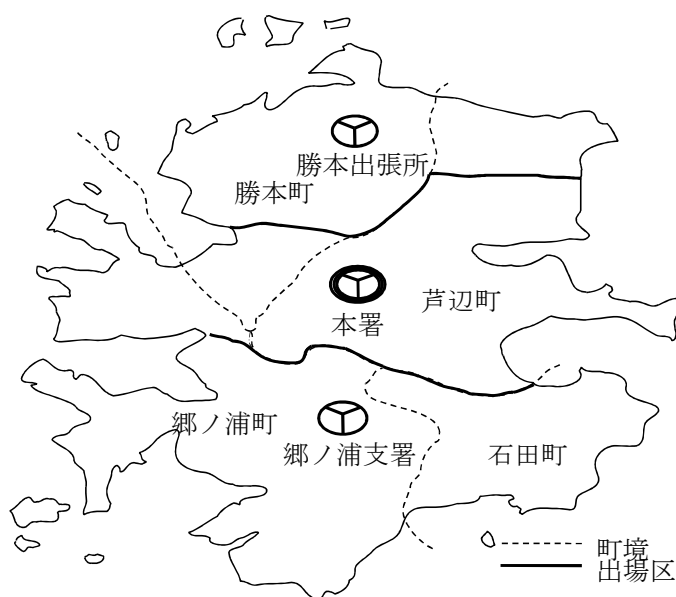 勝本出張所
勝本町
芦辺町
本署
郷ノ浦町
郷ノ浦支署
石田町
町境
出場区